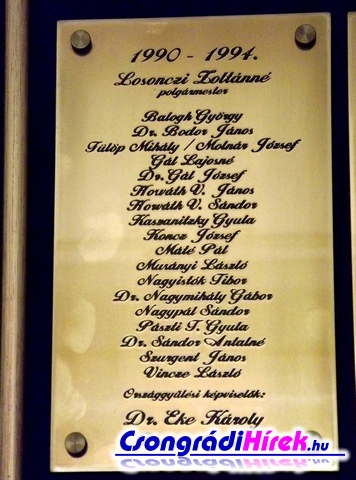 1990 - 1994.
Losonczi Zoltánné
polgármester
Balogh György
Dr. Bodor János
Fülöp Mihály / Molnár József
Gál Lajosné
Dr. Gál József
Horváth V. János
Horváth V. Sándor
Kaszanitzky Gyula
Koncz József
Máté Pál
Murányi László
Nagyistók Tibor
Dr. Nagymihály Gábor
Nagypál Sándor
Pászti T. Gyula
Dr. Sándor Antalné
Szurgent János
Vincze László
Országgyűlési képviselők:
Dr. Eke Károly
CsongrádiHírek.hu